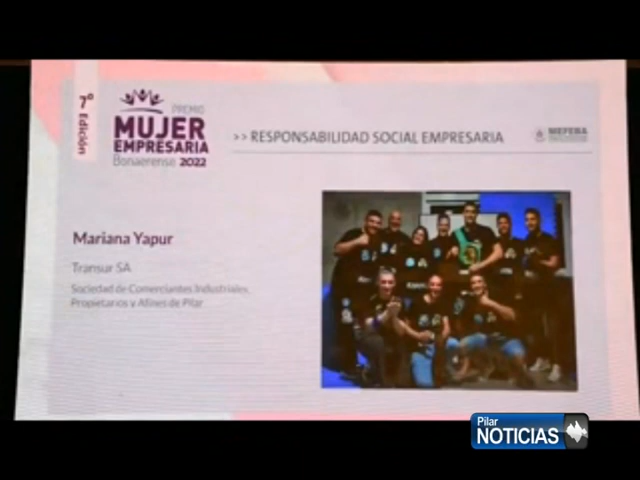 7º Edición
PREMIO
MUJER
EMPRESARIA
Bonaerense 2022
>> RESPONSABILIDAD SOCIAL EMPRESARIA
MEFEBA
Mariana Yapur
Transur SA
Sociedad de Comerciantes Industriales,
Propietarios y Afines de Pilar
Pilar
NOTICIAS